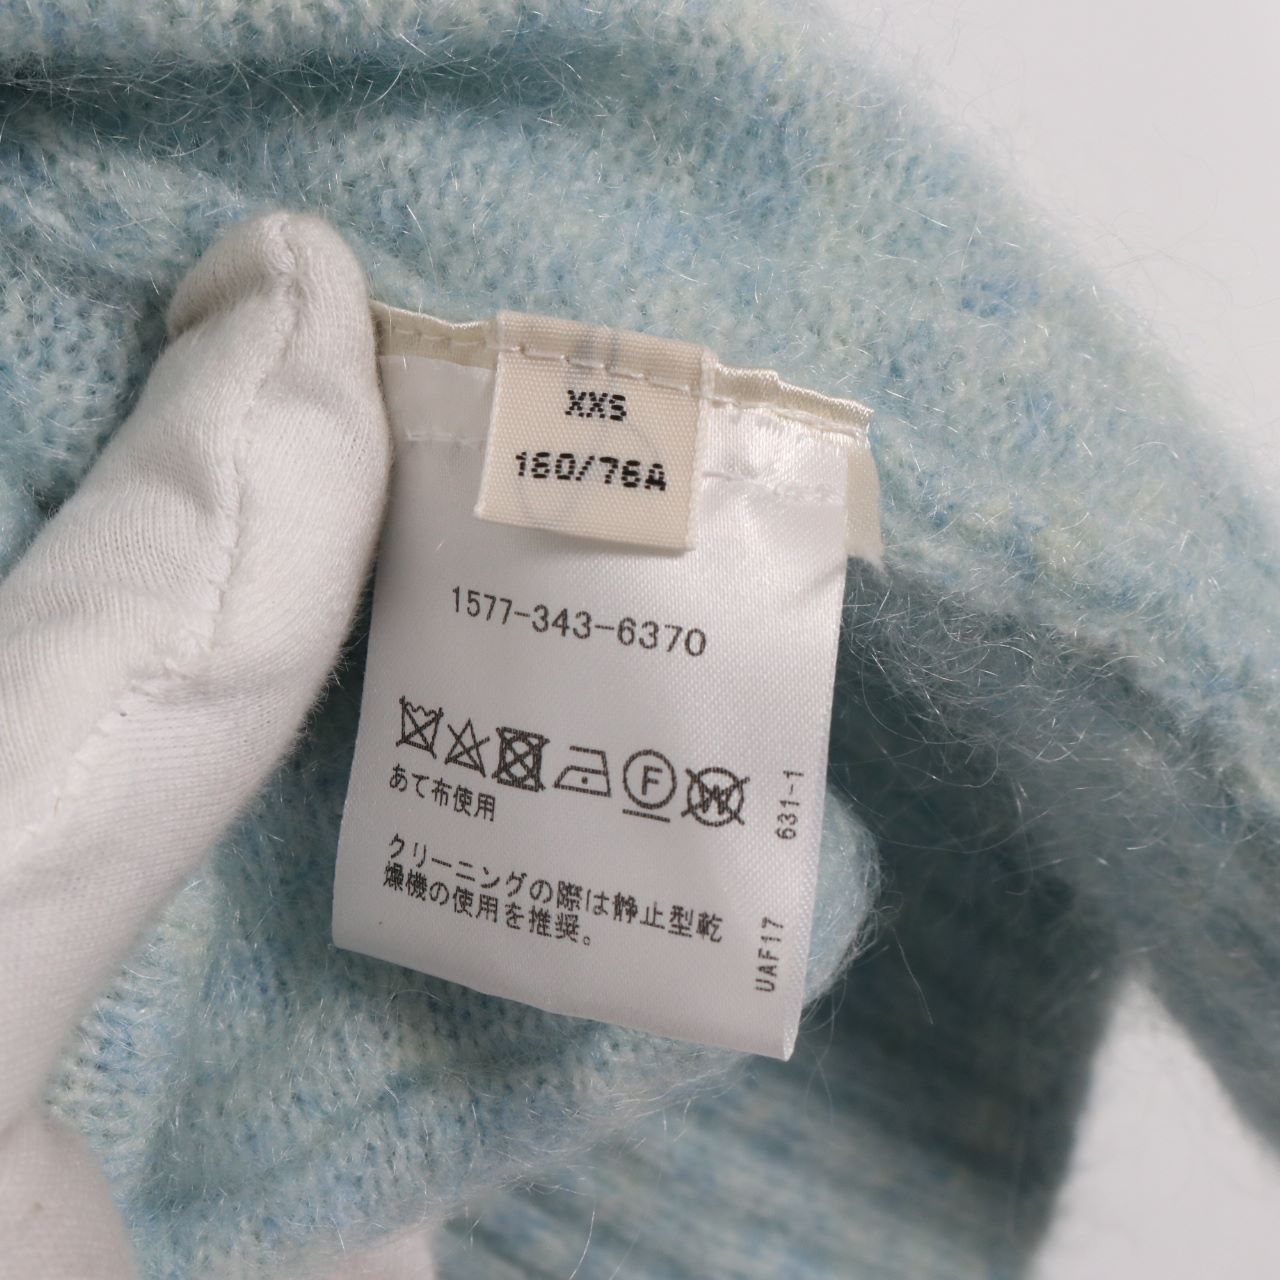 XXS
160/76A
1577-343-6370
F
W
あて布使用
クリーニングの際は静止型乾
燥機の使用を推奨。
631-1
UAF17